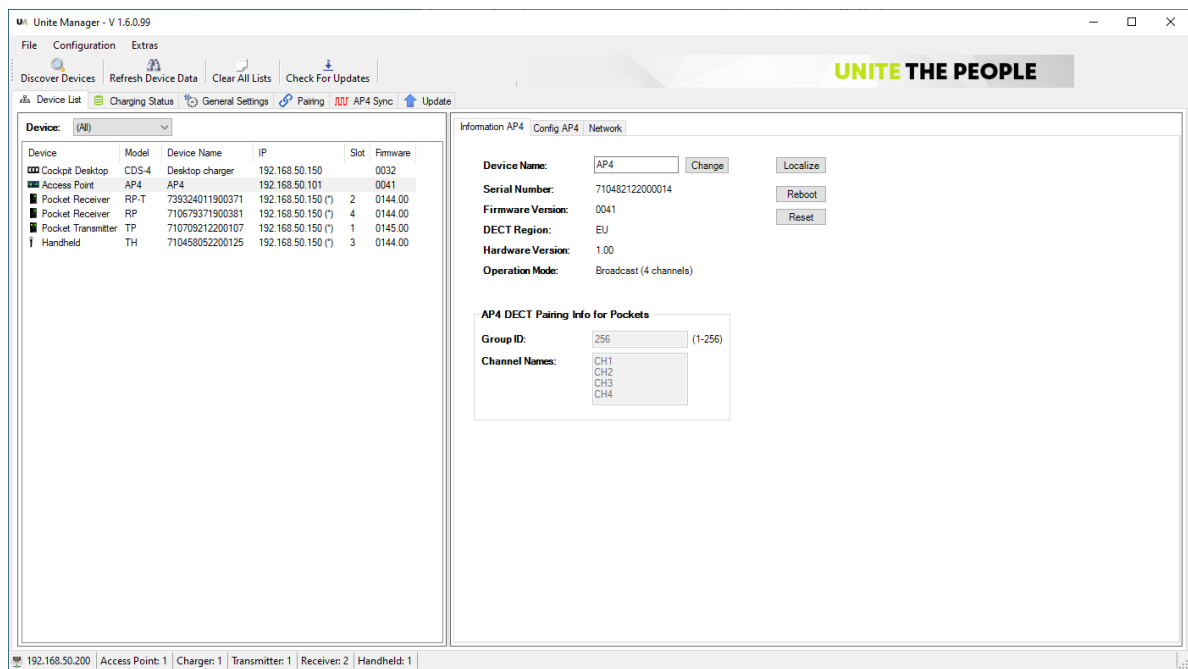 Unite Manager - V 1.6.0.99
File Configuration Extras
Discover Devices Refresh Device Data Clear All Lists Check For Updates
UNITE THE PEOPLE
Device List Charging Status General Settings Pairing AP4 Sync Update
Device: (All)
Device Model Device Name IP Slot Firmware
Cockpit Desktop CDS-4 Desktop charger 192.168.50.150 0032
Access Point AP4 AP4 192.168.50.101 0041
Pocket Receiver RP-T 739324011900371 192.168.50.150 (*) 2 0144.00
Pocket Receiver RP 710679371900381 192.168.50.150 (*) 4 0144.00
Pocket Transmitter TP 710709212200107 192.168.50.150 (*) 1 0145.00
Handheld TH 710458052200125 192.168.50.150 (*) 3 0144.00
Information AP4 Config AP4 Network
Device Name: AP4 Change Localize
Serial Number: 710482122000014 Reboot
Firmware Version: 0041 Reset
DECT Region: EU
Hardware Version: 1.00
Operation Mode: Broadcast (4 channels)
AP4 DECT Pairing Info for Pockets
Group ID: 256 (1-256)
Channel Names: CH1
CH2
CH3
CH4
192.168.50.200 Access Point: 1 Charger: 1 Transmitter: 1 Receiver: 2 Handheld: 1